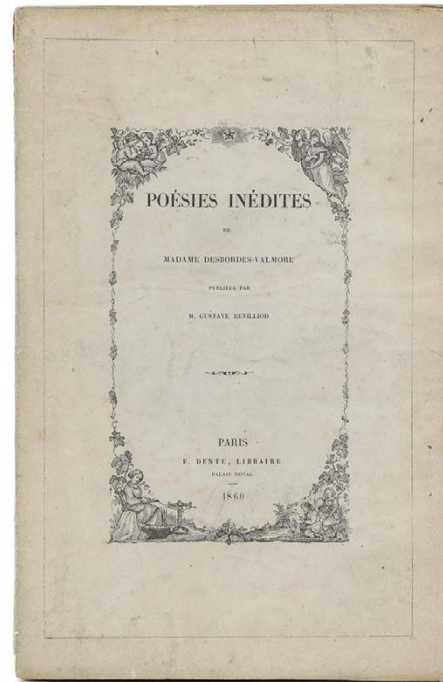 POÉSIES INÉDITES
DE
MADAME DESBORDES-VALMORE
PUBLIÉES PAR
M. GUSTAVE REVILLIOD
PARIS
E. DENTU, LIBRAIRE
PALAIS ROYAL
1860